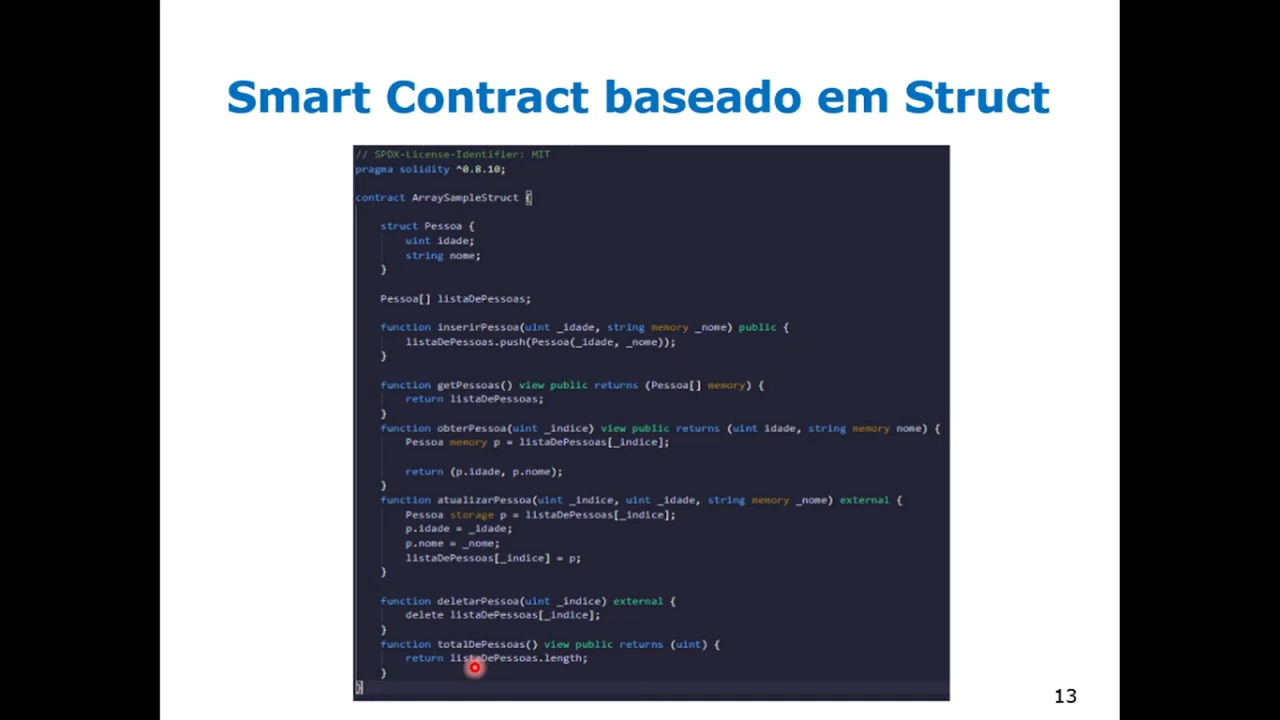 Smart Contract baseado em Struct
// SPDX-License-Identifier: MIT
pragma solidity ^0.8.10;
contract ArraySampleStruct {
struct Pessoa {
uint idade;
string nome;
}
Pessoa[] listaDePessoas;
function inserirPessoa(uint _idade, string memory _nome) public {
listaDePessoas.push(Pessoa(_idade, _nome));
}
function getPessoas() view public returns (Pessoa[] memory) {
return listaDePessoas;
}
function obterPessoa(uint _indice) view public returns (uint idade, string memory nome) {
Pessoa memory p = listaDePessoas[_indice];
return (p.idade, p.nome);
}
function atualizarPessoa(uint _indice, uint _idade, string memory _nome) external {
Pessoa storage p = listaDePessoas[_indice];
p.idade = _idade;
p.nome = _nome;
listaDePessoas[_indice] = p;
}
function deletarPessoa(uint _indice) external {
delete listaDePessoas[_indice];
}
function totalDePessoas() view public returns (uint) {
return listaDePessoas.length;
}
}
13